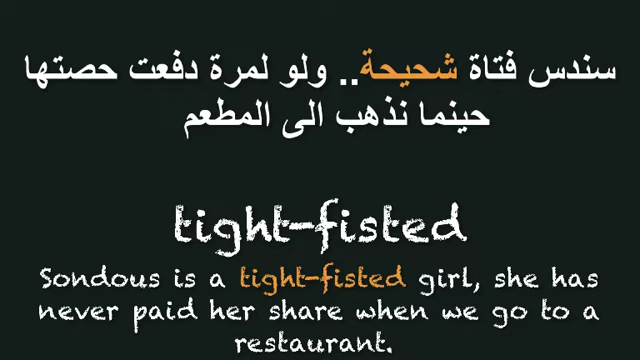 سندس فتاة شحيحة.. ولو لمرة دفعت حصتها
حينما نذهب الى المطعم
tight-fisted
Sondous is a tight-fisted girl, she has
never paid her share when we go to a
restaurant.